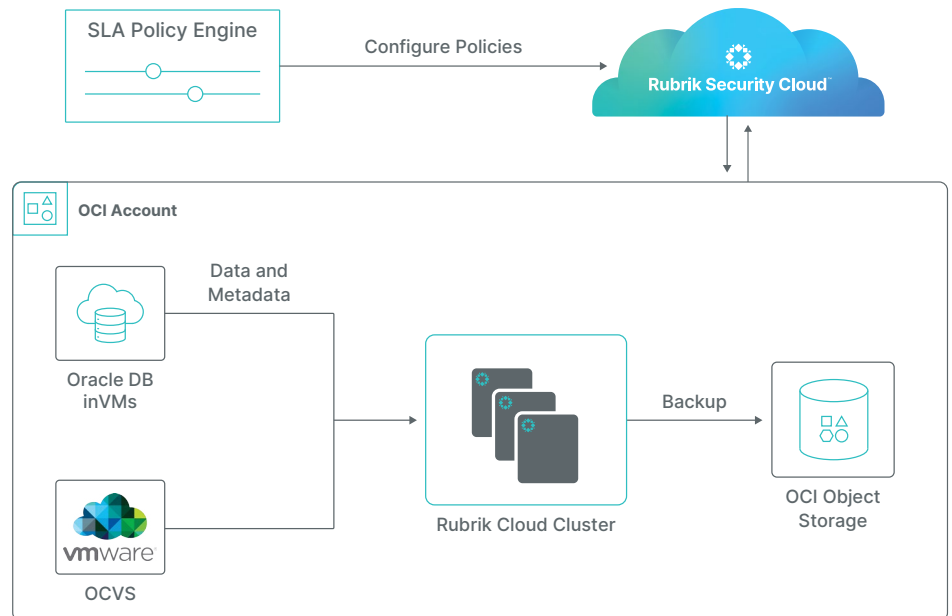 SLA Policy Engine
Configure Policies
Rubrik Security Cloud™
OCI Account
Data and
Metadata
Oracle DB
inVMs
Rubrik Cloud Cluster
Backup
OCI Object
Storage
vmware®
OCVS